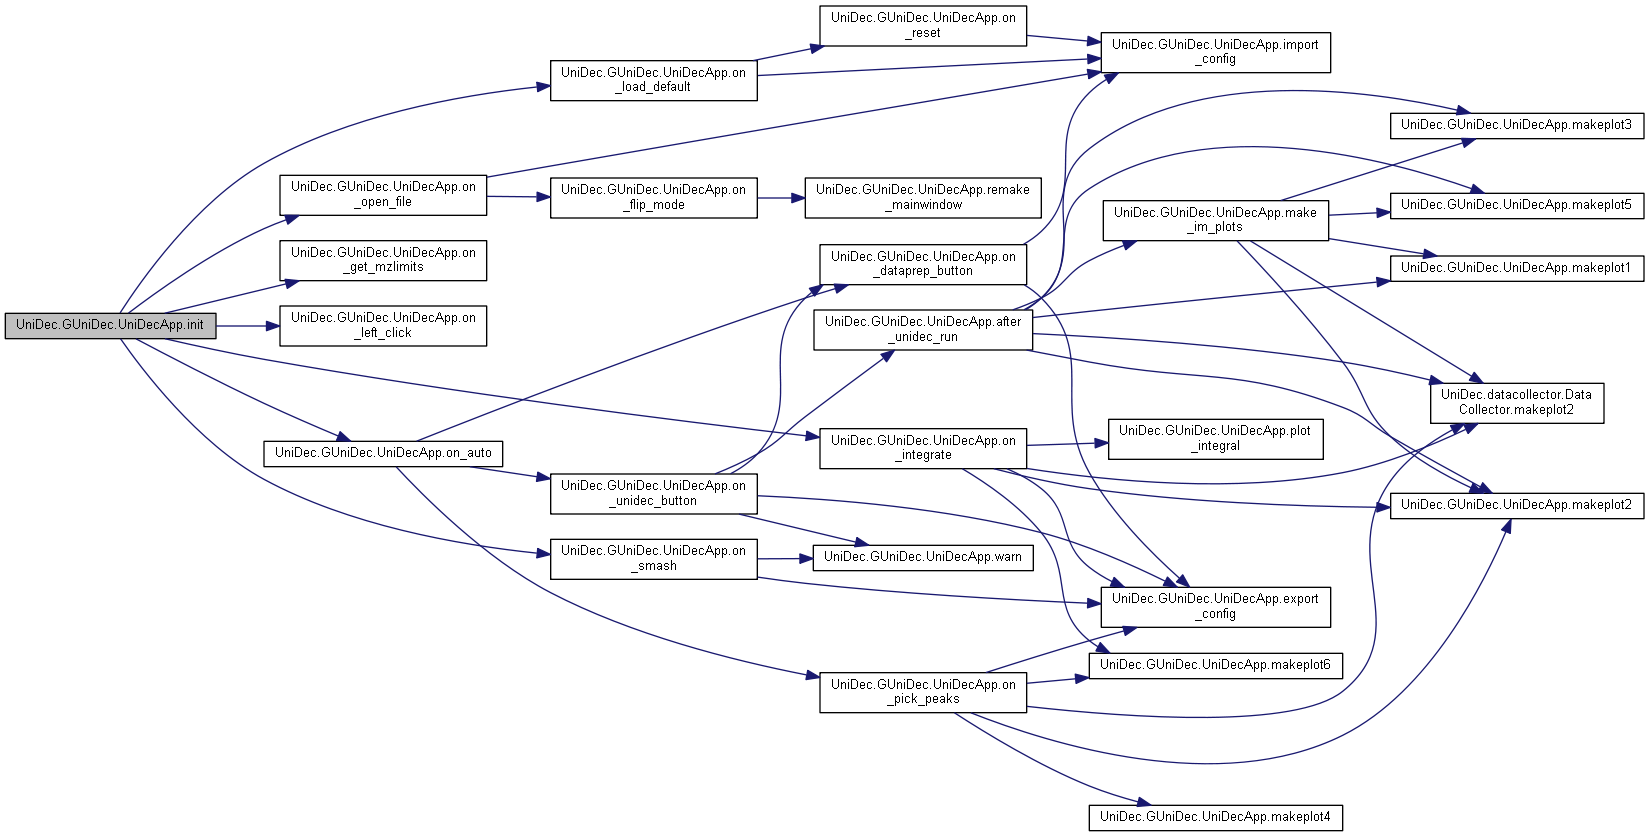 UniDec.GUniDec.UniDecApp.init
UniDec.GUniDec.UniDecApp.on
_load_default
UniDec.GUniDec.UniDecApp.on
_open_file
UniDec.GUniDec.UniDecApp.on
_get_mzlimits
UniDec.GUniDec.UniDecApp.on
_left_click
UniDec.GUniDec.UniDecApp.on_auto
UniDec.GUniDec.UniDecApp.on
_flip_mode
UniDec.GUniDec.UniDecApp.on
_unidec_button
UniDec.GUniDec.UniDecApp.on
_smash
UniDec.GUniDec.UniDecApp.on
_reset
UniDec.GUniDec.UniDecApp.remake
_mainwindow
UniDec.GUniDec.UniDecApp.on
_dataprep_button
UniDec.GUniDec.UniDecApp.after
_unidec_run
UniDec.GUniDec.UniDecApp.on
_integrate
UniDec.GUniDec.UniDecApp.warn
UniDec.GUniDec.UniDecApp.on
_pick_peaks
UniDec.GUniDec.UniDecApp.import
_config
UniDec.GUniDec.UniDecApp.make
_im_plots
UniDec.GUniDec.UniDecApp.plot
_integral
UniDec.GUniDec.UniDecApp.export
_config
UniDec.GUniDec.UniDecApp.makeplot6
UniDec.GUniDec.UniDecApp.makeplot4
UniDec.GUniDec.UniDecApp.makeplot3
UniDec.GUniDec.UniDecApp.makeplot5
UniDec.GUniDec.UniDecApp.makeplot1
UniDec.datacollector.Data
Collector.makeplot2
UniDec.GUniDec.UniDecApp.makeplot2